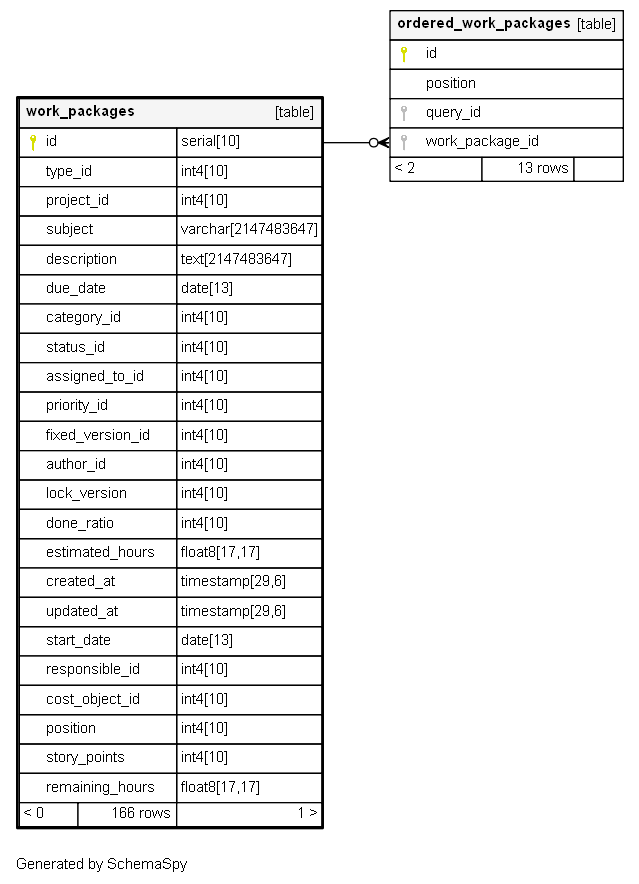 ordered_work_packages [table]
id
position
query_id
work_package_id
< 2 13 rows
work_packages [table]
id serial[10]
type_id int4[10]
project_id int4[10]
subject varchar[2147483647]
description text[2147483647]
due_date date[13]
category_id int4[10]
status_id int4[10]
assigned_to_id int4[10]
priority_id int4[10]
fixed_version_id int4[10]
author_id int4[10]
lock_version int4[10]
done_ratio int4[10]
estimated_hours float8[17,17]
created_at timestamp[29,6]
updated_at timestamp[29,6]
start_date date[13]
responsible_id int4[10]
cost_object_id int4[10]
position int4[10]
story_points int4[10]
remaining_hours float8[17,17]
< 0 166 rows 1 >
Generated by SchemaSpy